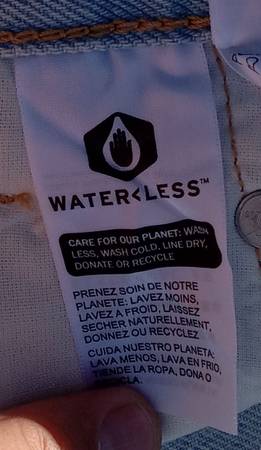 WATER<LESS™
CARE FOR OUR PLANET: WASH
LESS, WASH COLD, LINE DRY,
DONATE OR RECYCLE
PRENEZ SOIN DE NOTRE
PLANETE: LAVEZ MOINS,
LAVEZ A FROID, LAISSEZ
SECHER NATURELLEMENT,
DONNEZ OU RECYCLEZ
CUIDA NUESTRO PLANETA:
LAVA MENOS, LAVA EN FRIO,
TIENDE LA ROPA, DONA O